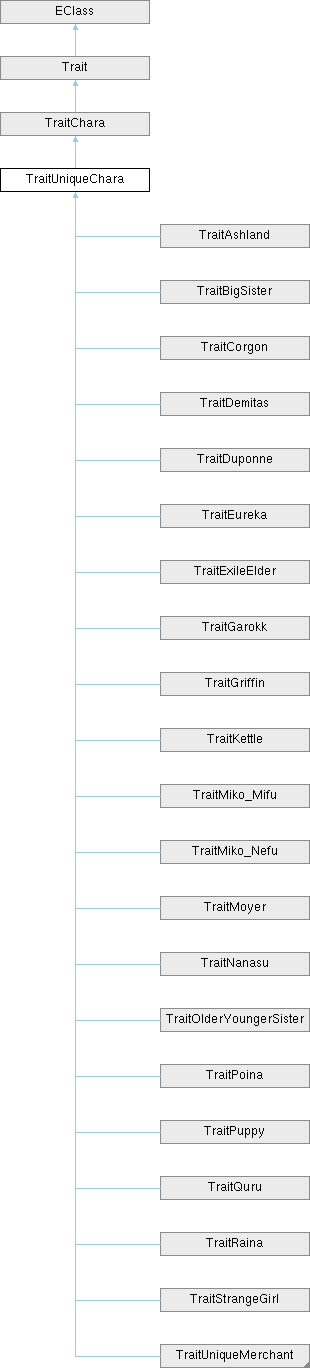 EClass
Trait
TraitChara
TraitUniqueChara
TraitAshland
TraitBigSister
TraitCorgon
TraitDemitas
TraitDuponne
TraitEureka
TraitExileElder
TraitGarokk
TraitGriffin
TraitKettle
TraitMiko_Mifu
TraitMiko_Nefu
TraitMoyer
TraitNanasu
TraitOlderYoungerSister
TraitPoina
TraitPuppy
TraitQuru
TraitRaina
TraitStrangeGirl
TraitUniqueMerchant